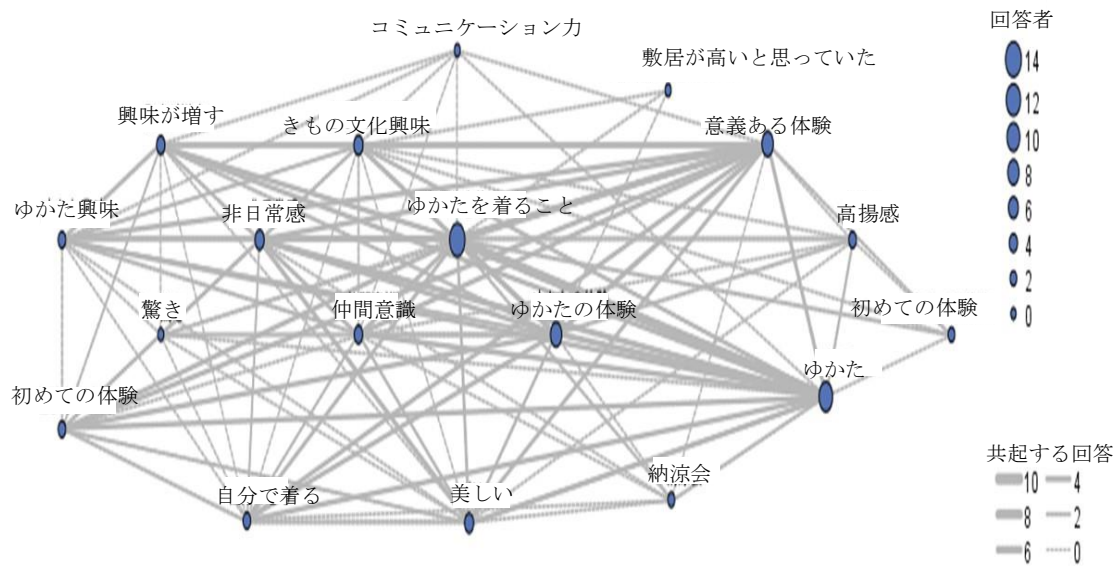 コミュニケーション力
敷居が高いと思っていた
興味が増す
きもの文化興味
意義ある体験
ゆかた興味
非日常感
ゆかたを着ること
高揚感
驚き
仲間意識
ゆかたの体験
初めての体験
ゆかた
初めての体験
自分で着る
美しい
納涼会
回答者
14
12
10
8
6
4
2
0
共起する回答
10 4
8 2
6 0